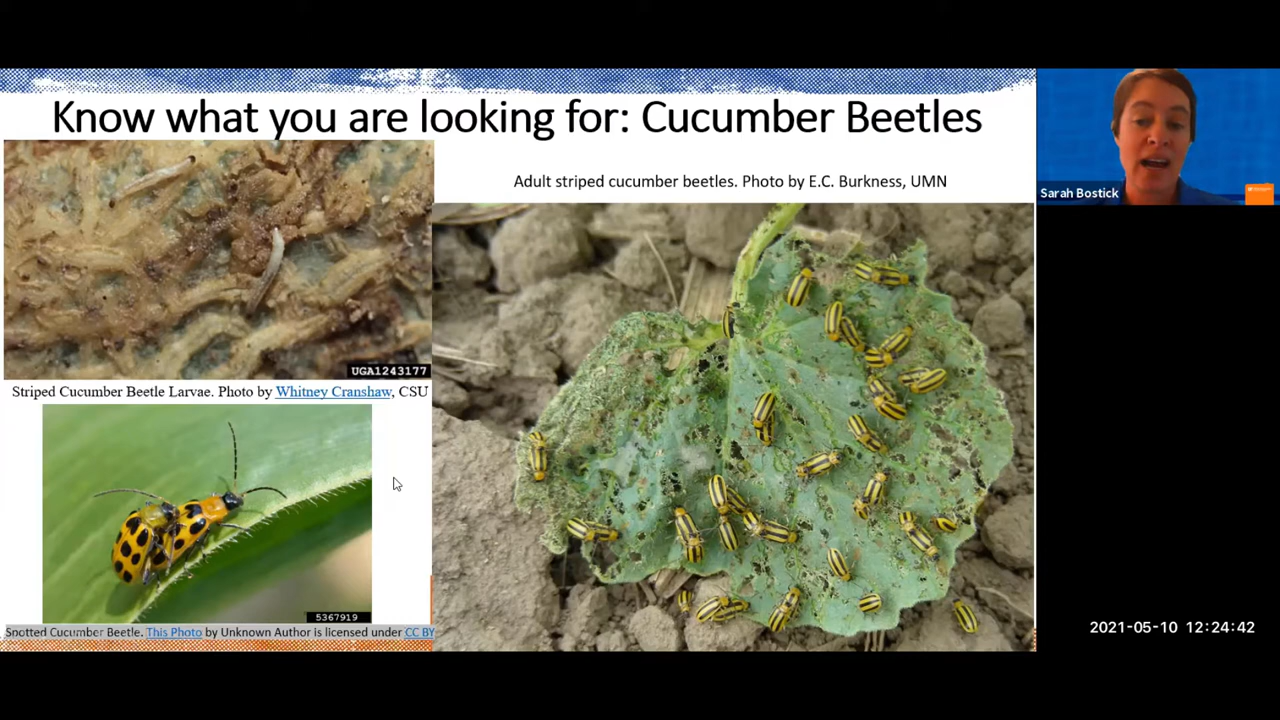 Know what you are looking for: Cucumber Beetles
Adult striped cucumber beetles. Photo by E.C. Burkness, UMN
Sarah Bostick
UGA1243177
Striped Cucumber Beetle Larvae. Photo by Whitney Cranshaw, CSU
5367919
Spotted Cucumber Beetle. This Photo by Unknown Author is licensed under CC BY
2021-05-10 12:24:42